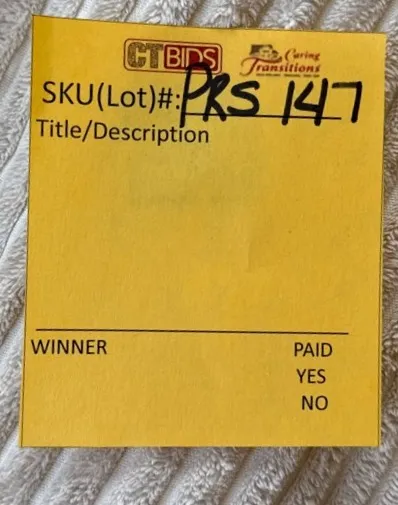 CTBIDS
Caring
Transitions
SKU(Lot)#: PRS 147
Title/Description
WINNER PAID
YES
NO